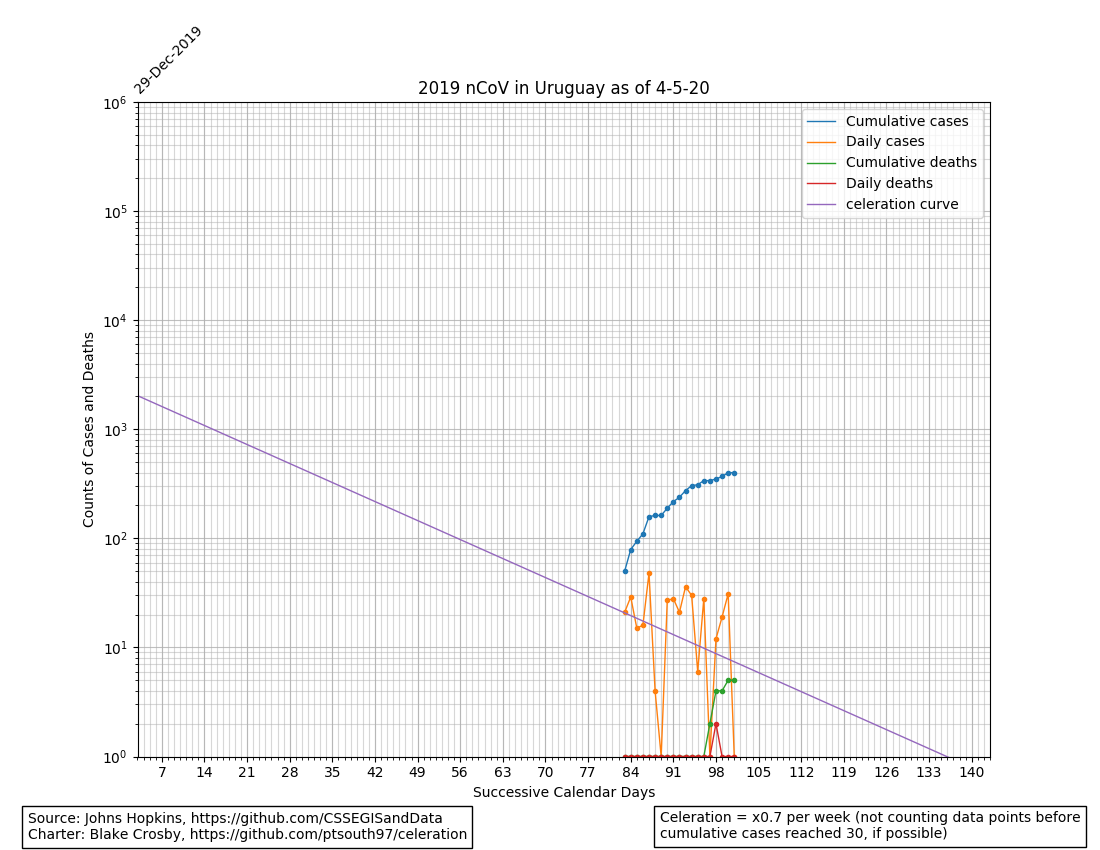 29-Dec-2019
2019 nCoV in Uruguay as of 4-5-20
Counts of Cases and Deaths
10^6
10^5
10^4
10^3
10^2
10^1
10^0
Cumulative cases
Daily cases
Cumulative deaths
Daily deaths
celeration curve
7 14 21 28 35 42 49 56 63 70 77 84 91 98 105 112 119 126 133 140
Successive Calendar Days
Source: Johns Hopkins, https://github.com/CSSEGISandData
Charter: Blake Crosby, https://github.com/ptsouth97/celeration
Celeration = x0.7 per week (not counting data points before
cumulative cases reached 30, if possible)